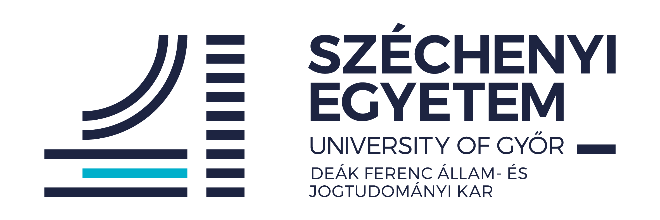 SZÉCHENYI
EGYETEM
UNIVERSITY OF GYŐR
DEÁK FERENC ÁLLAM- ÉS
JOGTUDOMÁNYI KAR